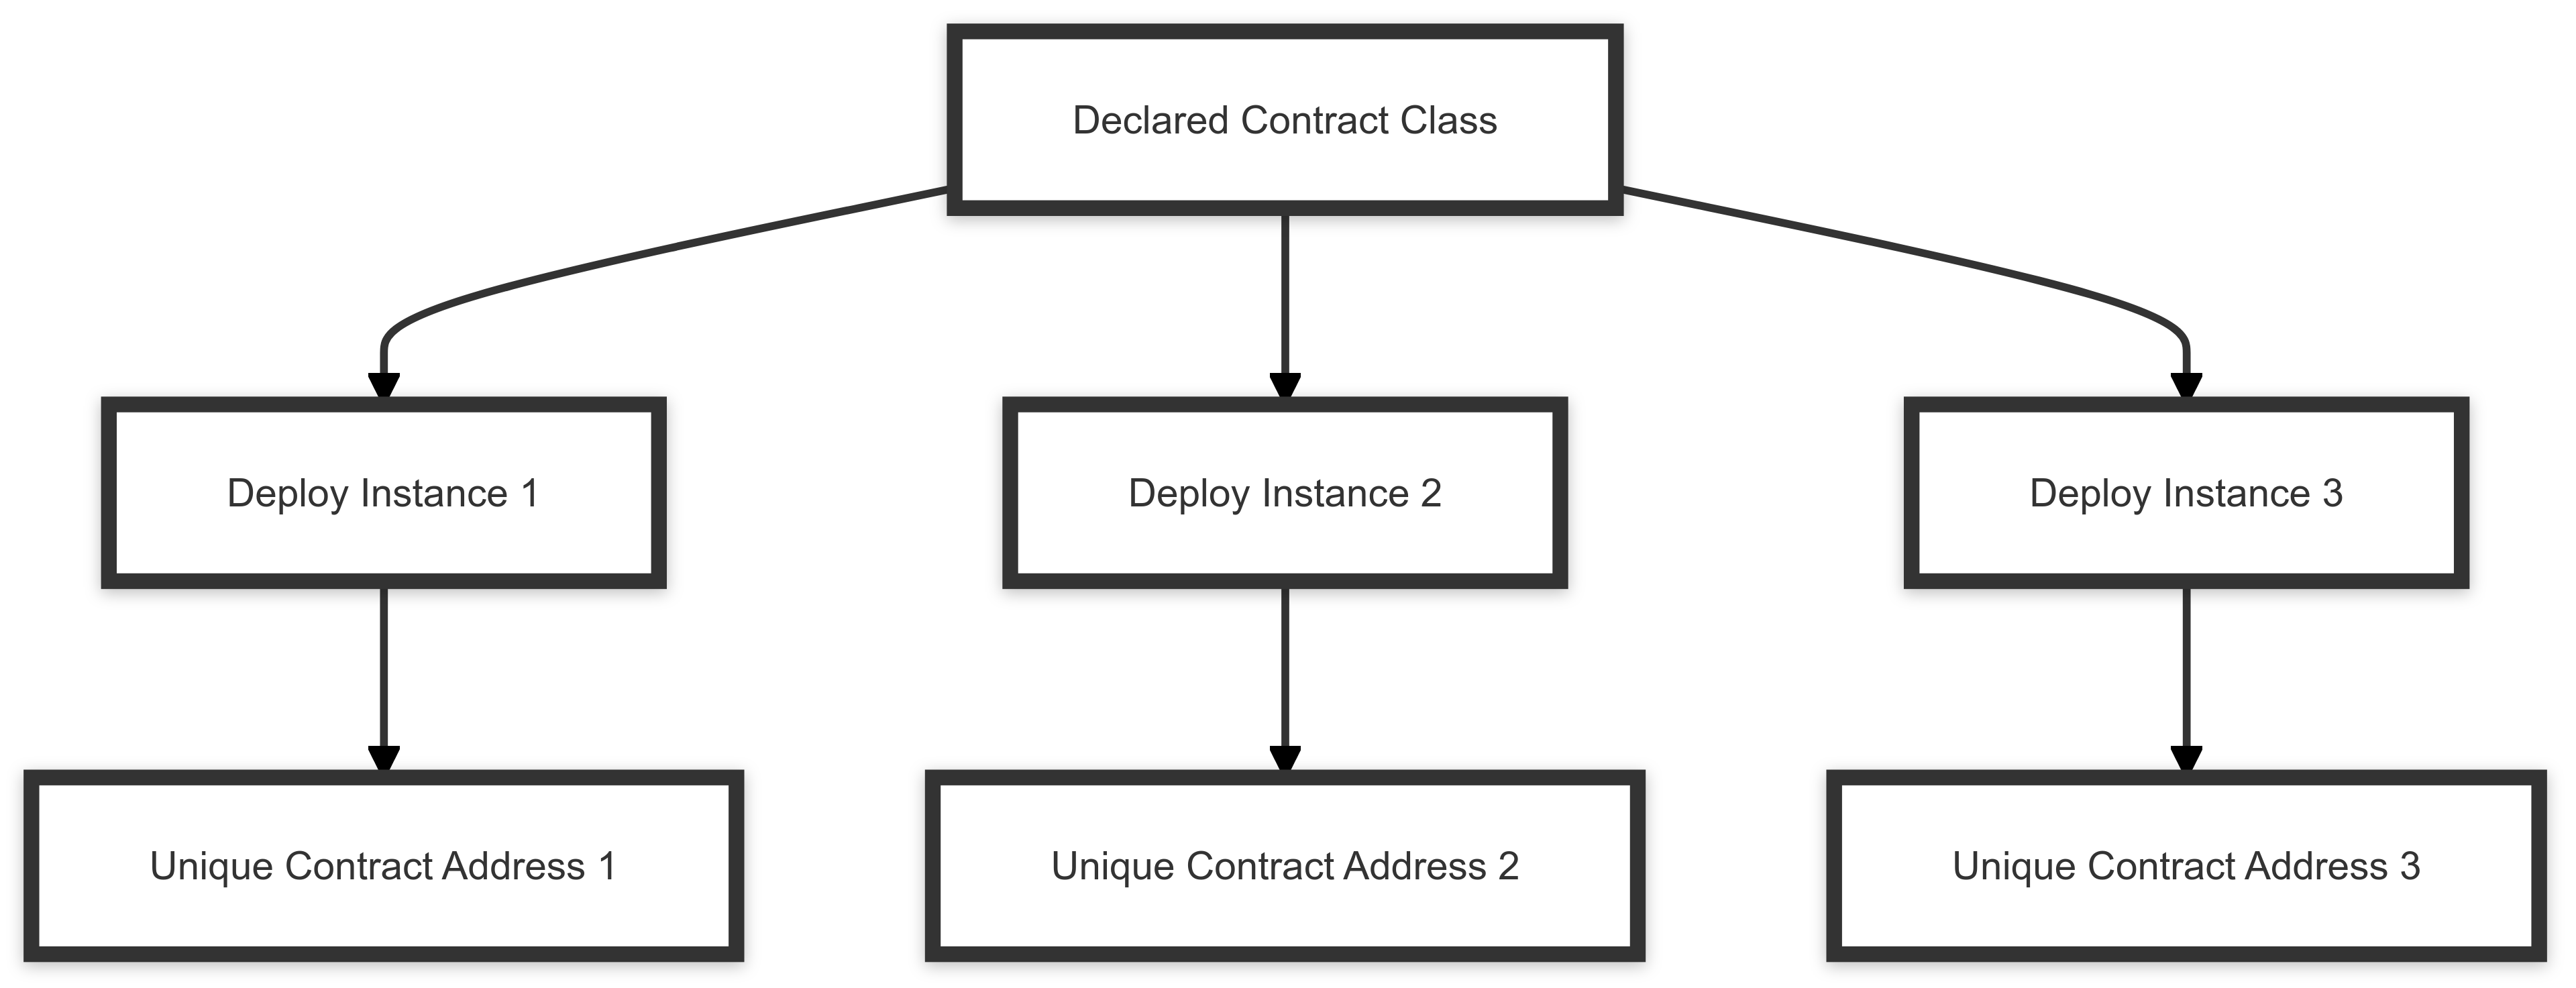 Declared Contract Class
Deploy Instance 1
Deploy Instance 2
Deploy Instance 3
Unique Contract Address 1
Unique Contract Address 2
Unique Contract Address 3